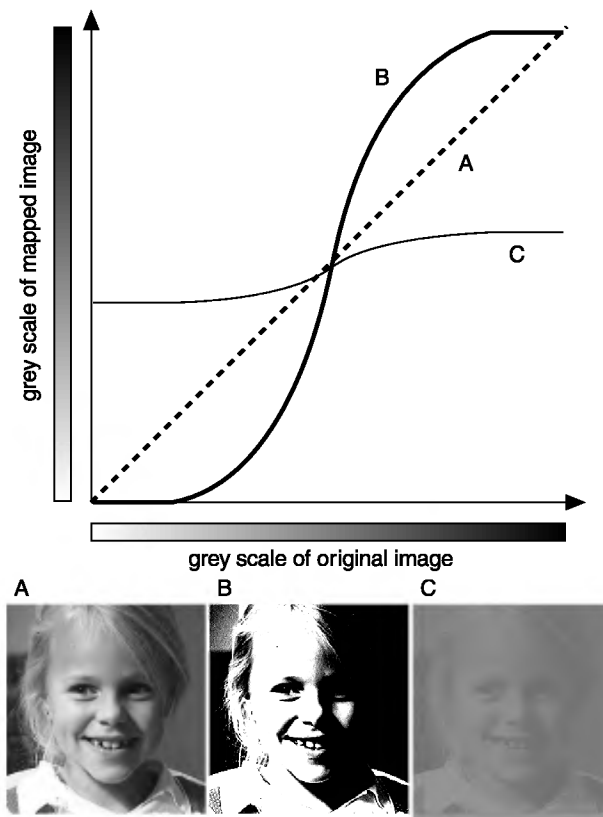 grey scale of mapped image
B
A
C
grey scale of original image
A B C